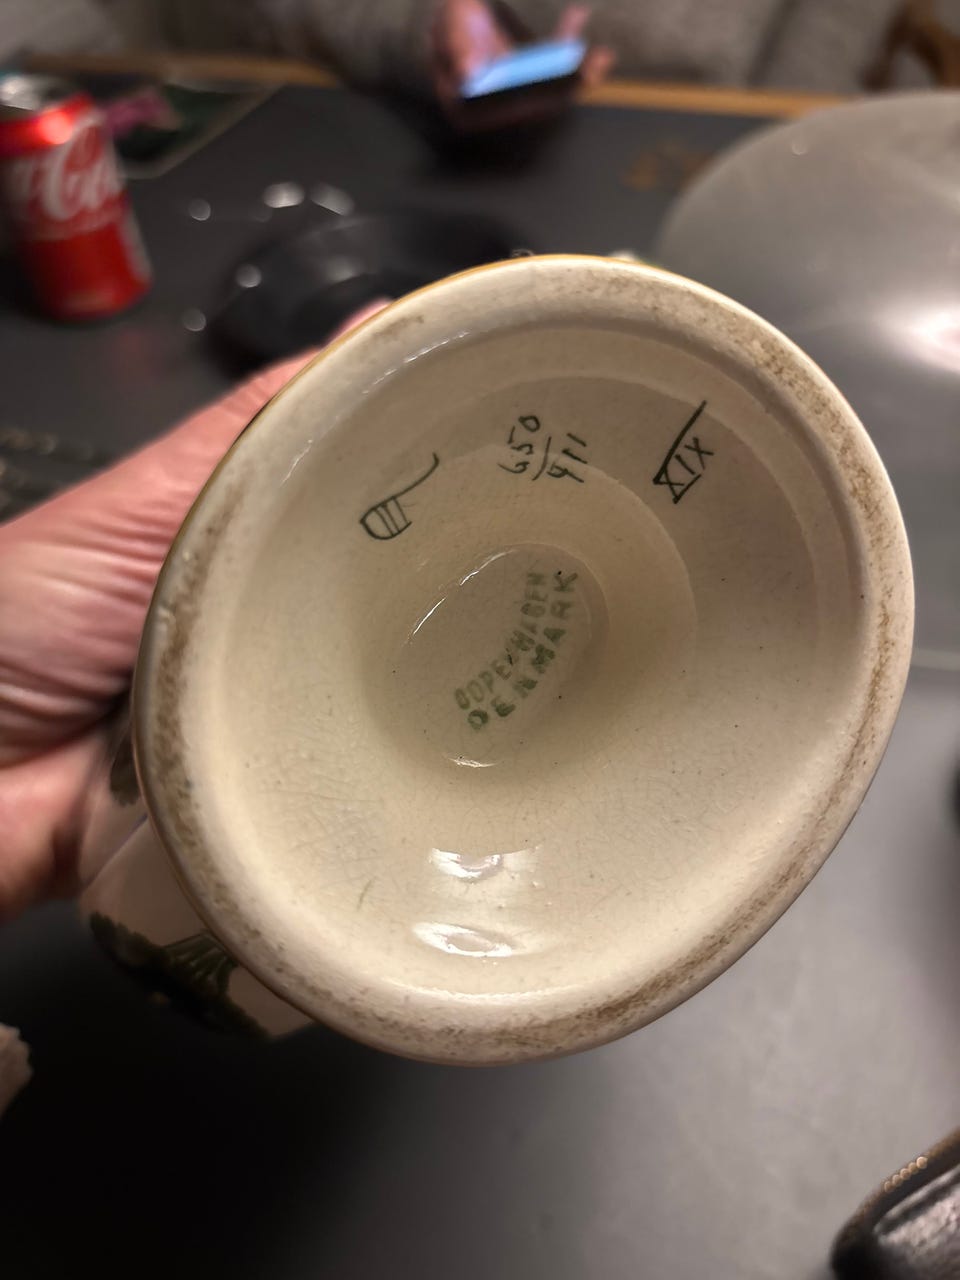 650
911
XIX
COPENHAGEN
DENMARK